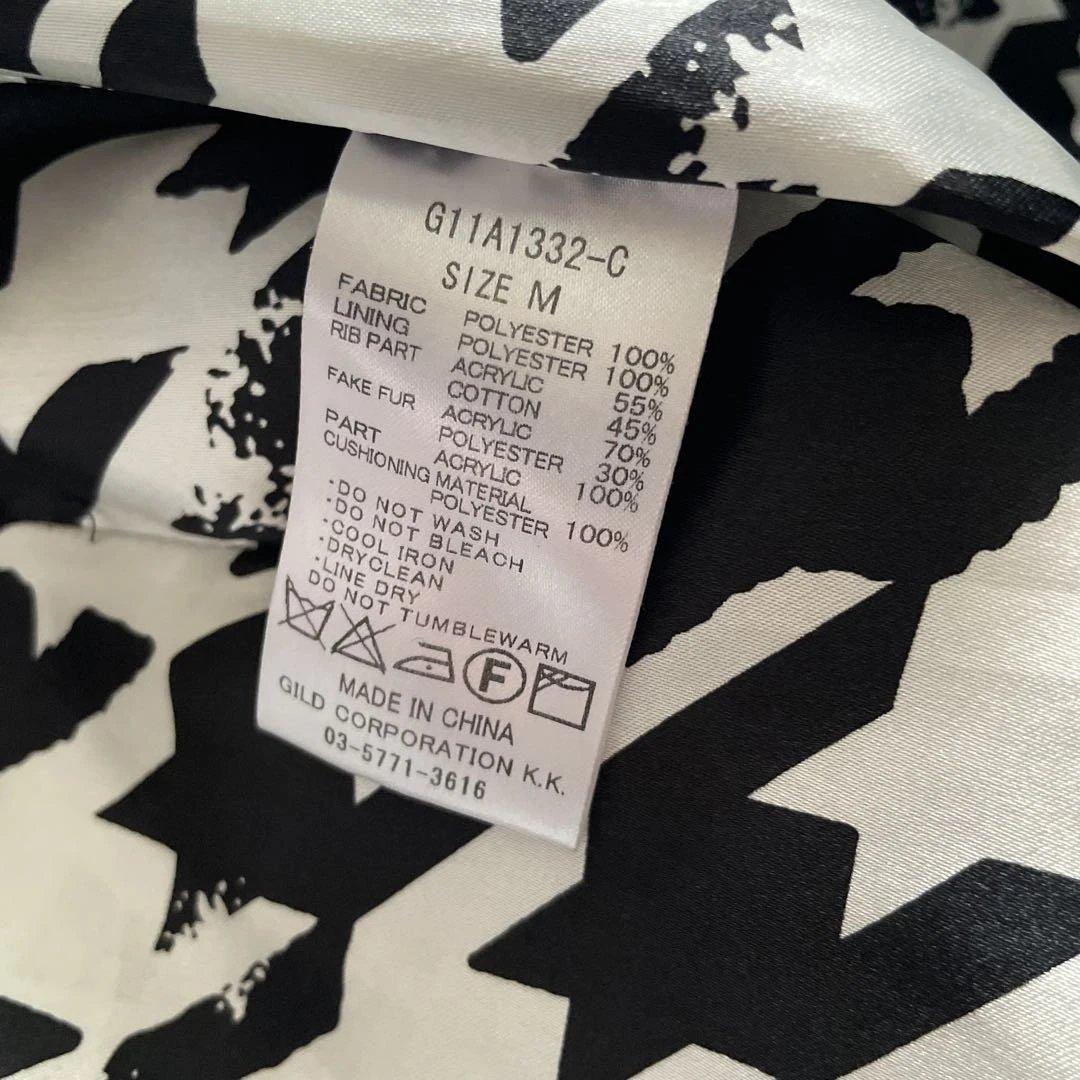 G11A1332-C
SIZE M
FABRIC POLYESTER 100%
LINING POLYESTER 100%
RIB PART ACRYLIC 55%
COTTON 45%
FAKE FUR ACRYLIC 70%
POLYESTER 30%
PART ACRYLIC 100%
CUSHIONING MATERIAL
POLYESTER 100%
·DO NOT WASH
·DO NOT BLEACH
·COOL IRON
·DRYCLEAN
·LINE DRY
DO NOT TUMBLEWARM
F
MADE IN CHINA
GILD CORPORATION K.K.
03-5771-3616